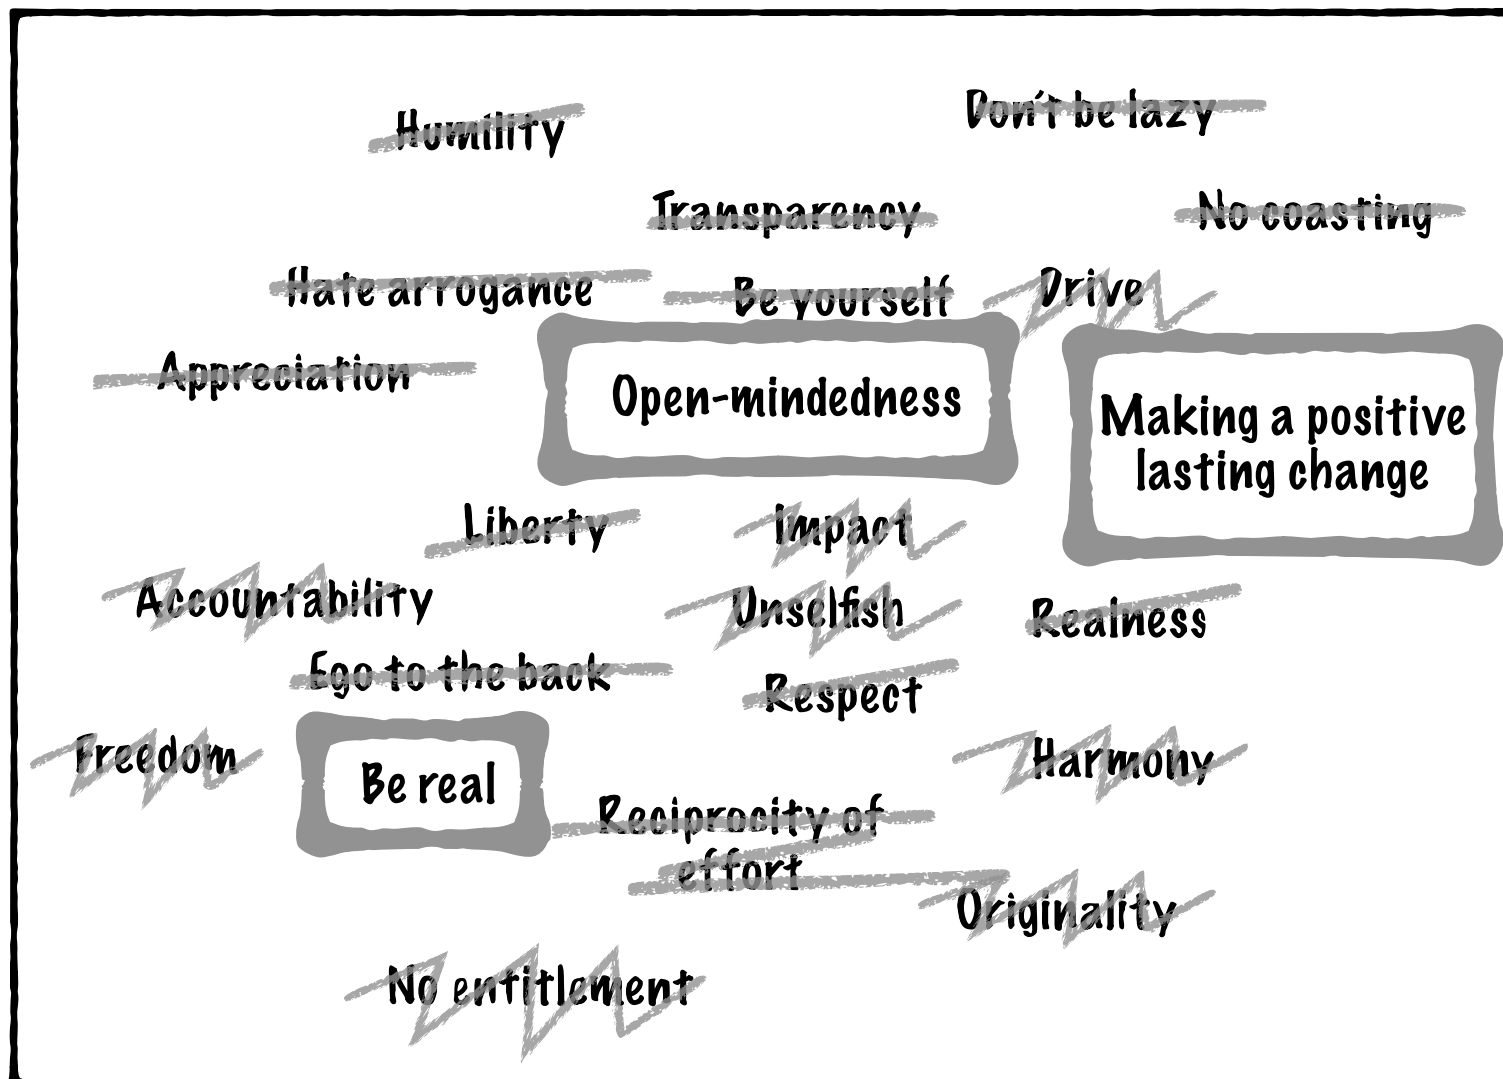 Humility
Don't be lazy
Transparency
No coasting
Hate arrogance
Be yourself
Drive
Appreciation
Open-mindedness
Making a positive
lasting change
Liberty
Impact
Accountability
Unselfish
Realness
Ego to the back
Respect
Freedom
Be real
Harmony
Reciprocity of
effort
Originality
No entitlement